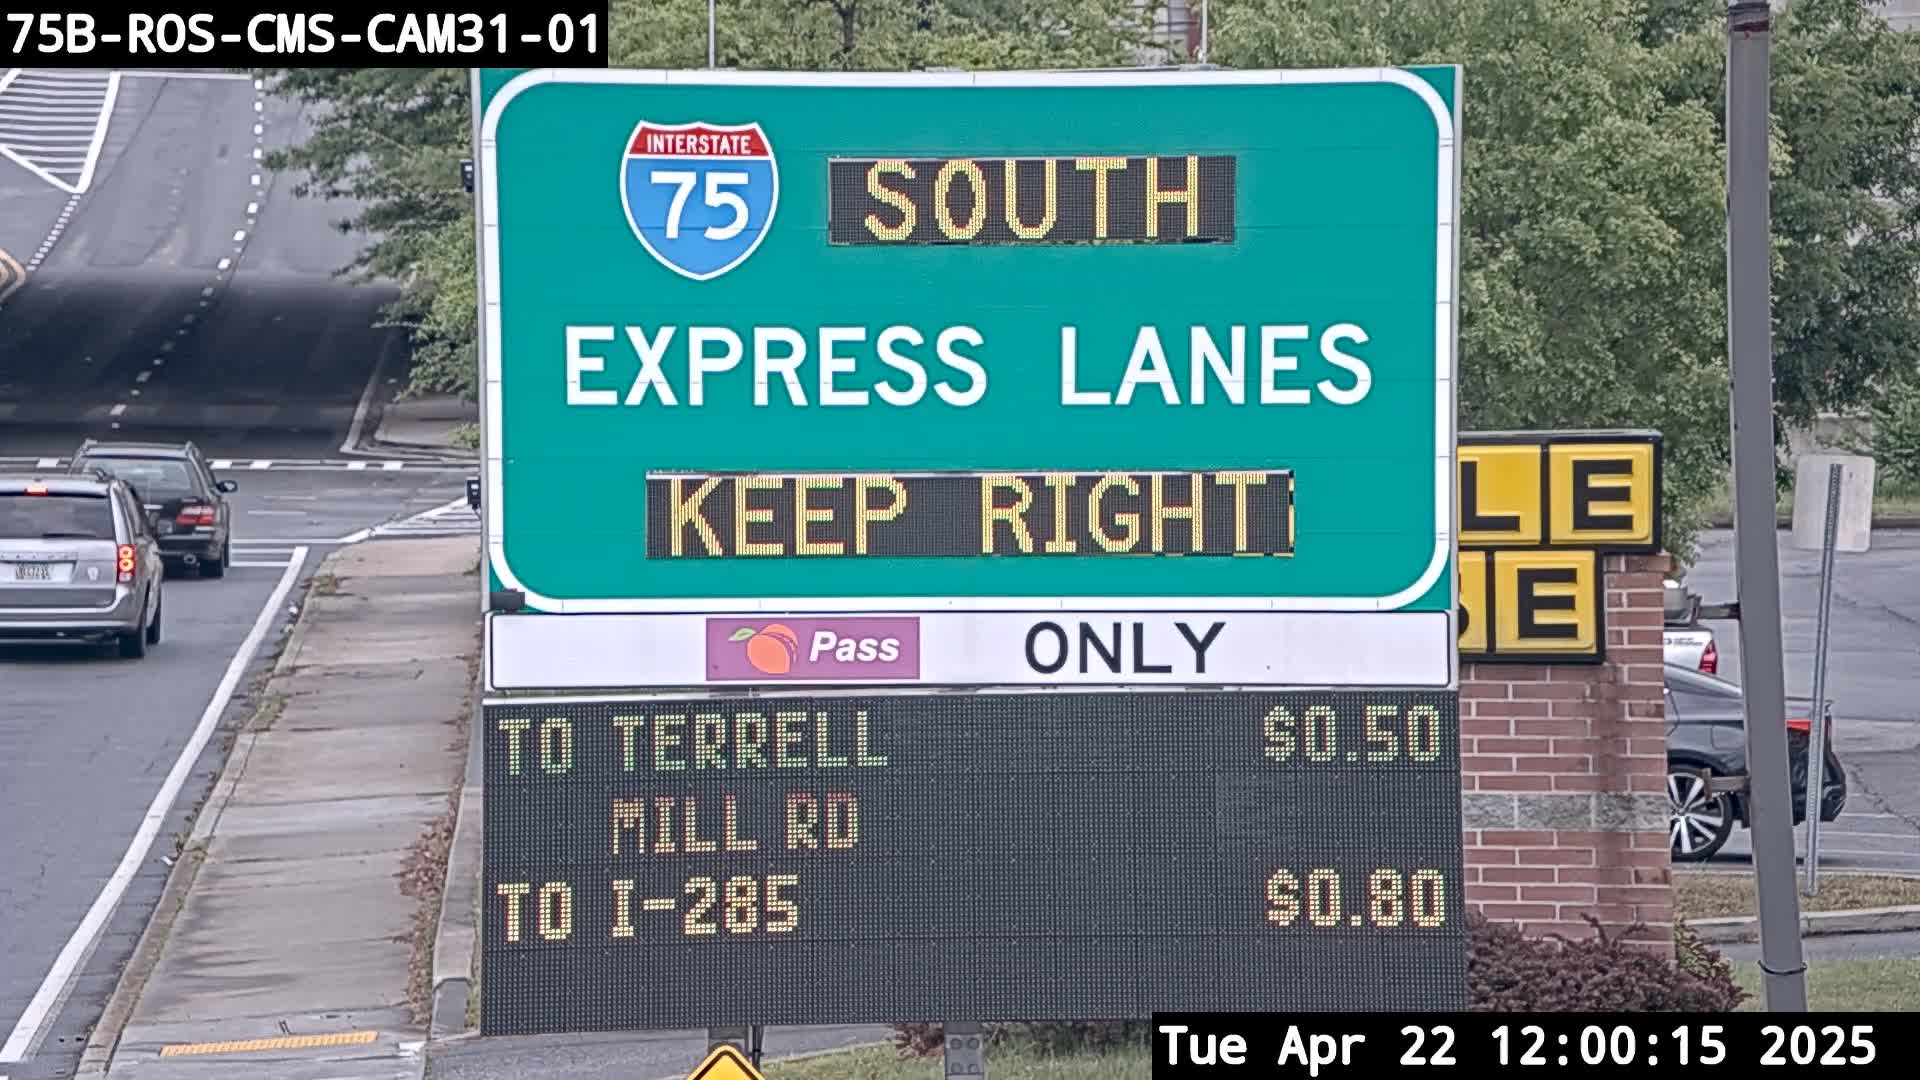 75B-ROS-CMS-CAM31-01
INTERSTATE
75
SOUTH
EXPRESS LANES
KEEP RIGHT
Pass ONLY
TO TERRELL $0.50
MILL RD
TO I-285 $0.80
LE
E
Tue Apr 22 12:00:15 2025